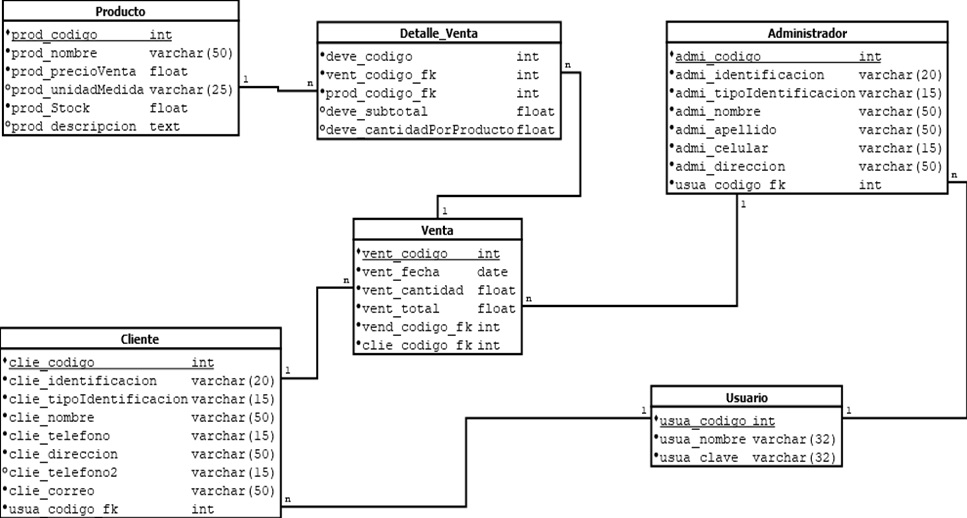 Producto
prod_codigo int
prod_nombre varchar(50)
prod_precioVenta float
prod_unidadMedida varchar(25)
prod_Stock float
prod_descripcion text
1
n
Detalle_Venta
deve_codigo int
vent_codigo_fk int
prod_codigo_fk int
deve_subtotal float
deve_cantidadPorProducto float
n
Administrador
admi_codigo int
admi_identificacion varchar(20)
admi_tipoIdentificacion varchar(15)
admi_nombre varchar(50)
admi_apellido varchar(50)
admi_celular varchar(15)
admi_direccion varchar(50)
usua_codigo_fk int
n
1
1
Venta
vent_codigo int
vent_fecha date
vent_cantidad float
vent_total float
vend_codigo_fk int
clie_codigo_fk int
n
n
Cliente
clie_codigo int
clie_identificacion varchar(20)
clie_tipoIdentificacion varchar(15)
clie_nombre varchar(50)
clie_telefono varchar(15)
clie_direccion varchar(50)
clie_telefono2 varchar(15)
clie_correo varchar(50)
usua_codigo_fk int
1
n
1
Usuario
usua_codigo int
usua_nombre varchar(32)
usua_clave varchar(32)
1